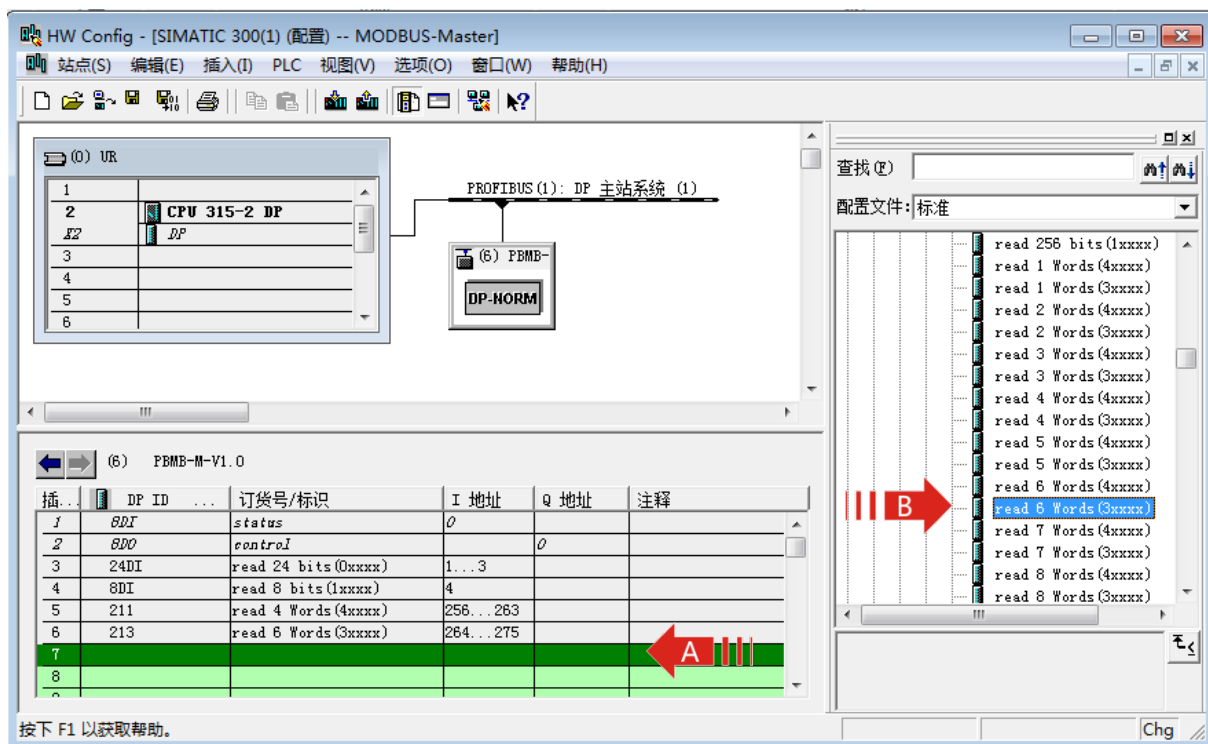 HW Config - [SIMATIC 300(1) (配置) -- MODBUS-Master]
站点(S) 编辑(E) 插入(I) PLC 视图(V) 选项(O) 窗口(W) 帮助(H)
(0) UR
1
2 CPU 315-2 DP
X2 DP
3
4
5
6
PROFIBUS(1): DP 主站系统 (1)
(6) PBMB-
DP-NORM
(6) PBMB-M-V1.0
插... DP ID ... 订货号/标识 I 地址 Q 地址 注释
1 8DI status 0
2 8DO control 0
3 24DI read 24 bits(0xxxx) 1...3
4 8DI read 8 bits(1xxxx) 4
5 211 read 4 Words(4xxxx) 256...263
6 213 read 6 Words(3xxxx) 264...275
7
8
A
查找(F)
配置文件: 标准
read 256 bits(1xxxx)
read 1 Words(4xxxx)
read 1 Words(3xxxx)
read 2 Words(4xxxx)
read 2 Words(3xxxx)
read 3 Words(4xxxx)
read 3 Words(3xxxx)
read 4 Words(4xxxx)
read 4 Words(3xxxx)
read 5 Words(4xxxx)
read 5 Words(3xxxx)
read 6 Words(4xxxx)
B
read 6 Words(3xxxx)
read 7 Words(4xxxx)
read 7 Words(3xxxx)
read 8 Words(4xxxx)
read 8 Words(3xxxx)
按下 F1 以获取帮助。
Chg